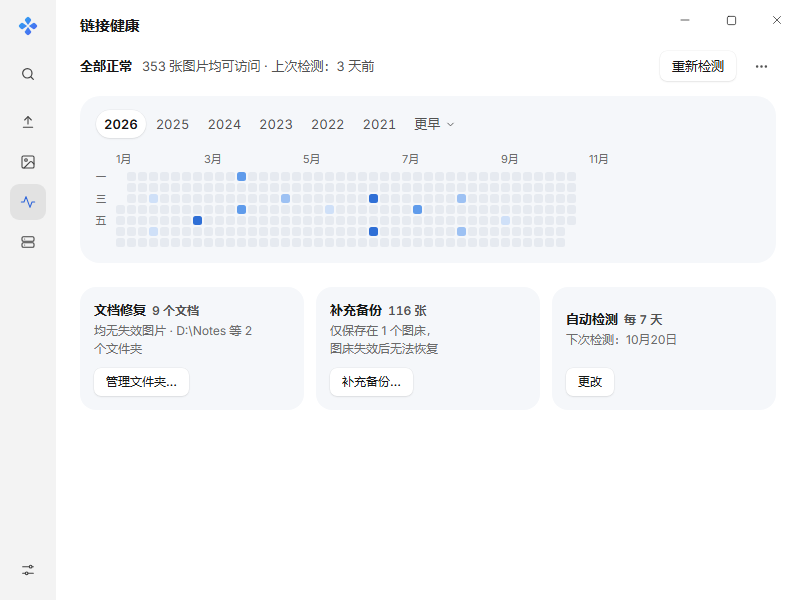 链接健康
全部正常 353 张图片均可访问 · 上次检测：3 天前
重新检测
2026 2025 2024 2023 2022 2021 更早
1月 3月 5月 7月 9月 11月
一
三
五
文档修复 9 个文档
均无失效图片 · D:\Notes 等 2
个文件夹
管理文件夹...
补充备份 116 张
仅保存在 1 个图床，
图床失效后无法恢复
补充备份...
自动检测 每 7 天
下次检测：10月20日
更改